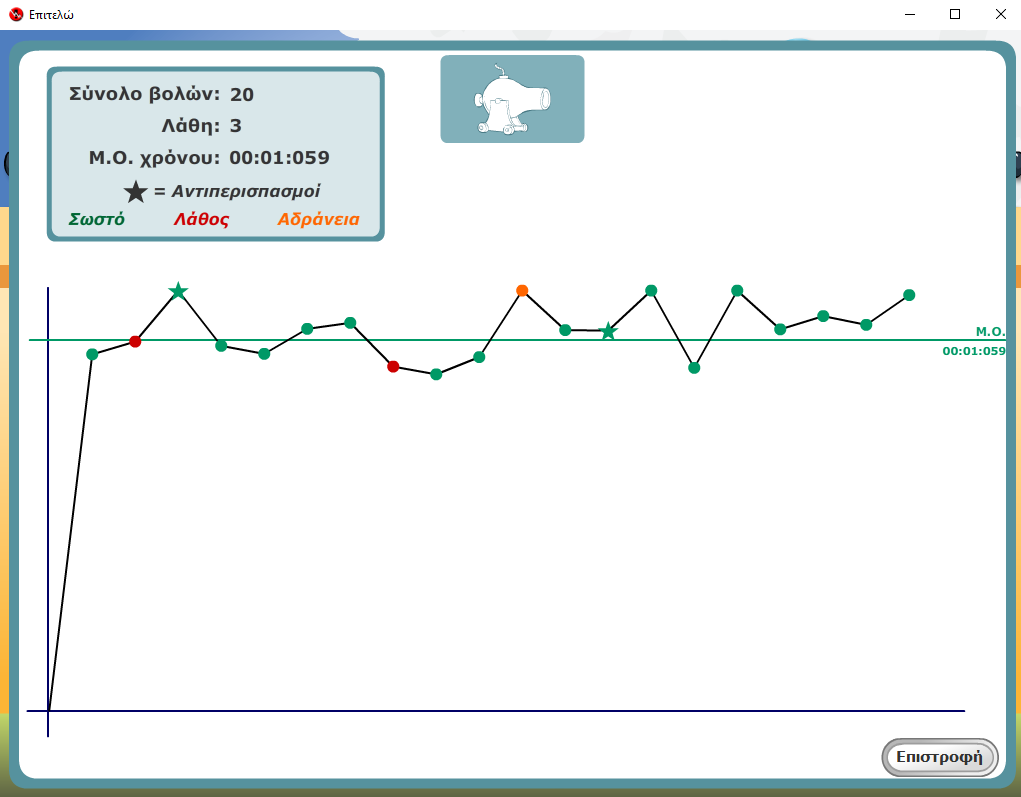 Επιτελώ
Σύνολο βολών: 20
Λάθη: 3
Μ.Ο. χρόνου: 00:01:059
★ = Αντιπερισπασμοί
Σωστό Λάθος Αδράνεια
Μ.Ο.
00:01:059
Επιστροφή